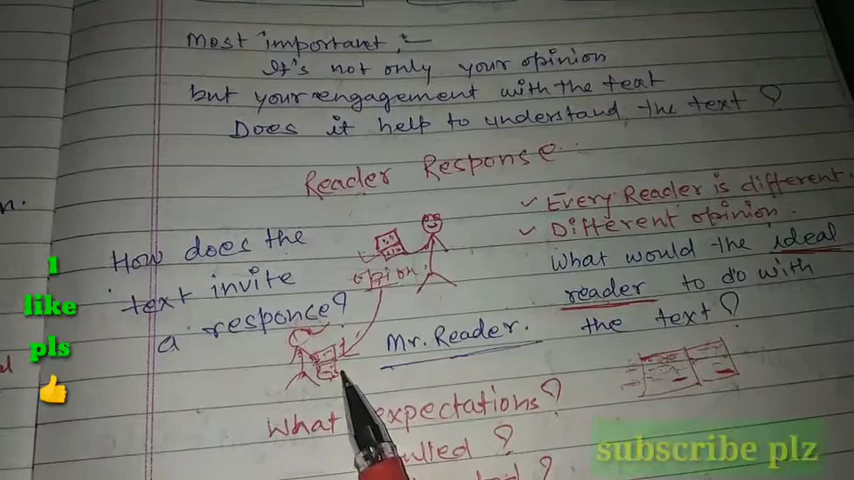 Most important :-
It's not only your opinion
but your engagement with the text
Does it help to understand the text ?
Reader Response
n.
✓ Every Reader is different.
✓ Different opinion.
How does the
text invite
a responce?
opion.
Mr. Reader.
what would the ideal
reader to do with
the text ?
What expectations ?
?
?
1
like
pls
👍
subscribe plz